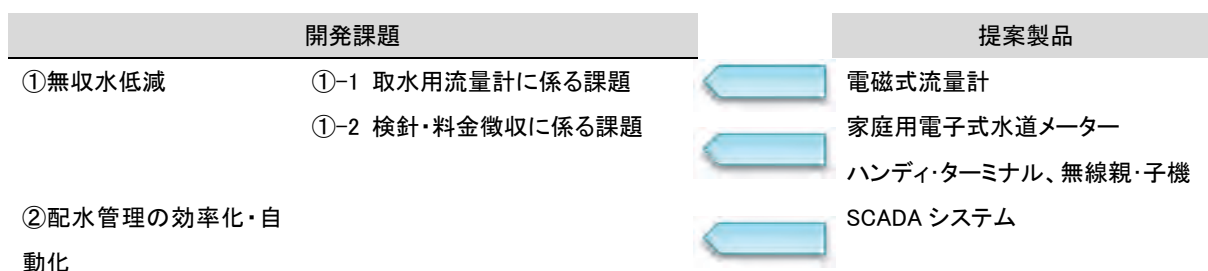 開発課題 提案製品
①無収水低減 ①-1 取水用流量計に係る課題 電磁式流量計
①-2 検針・料金徴収に係る課題 家庭用電子式水道メーター
ハンディ・ターミナル、無線親・子機
②配水管理の効率化・自 SCADA システム
動化